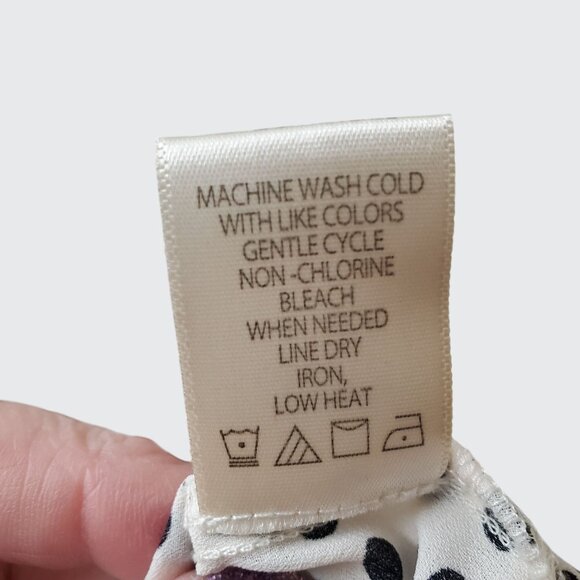 MACHINE WASH COLD
WITH LIKE COLORS
GENTLE CYCLE
NON -CHLORINE
BLEACH
WHEN NEEDED
LINE DRY
IRON,
LOW HEAT